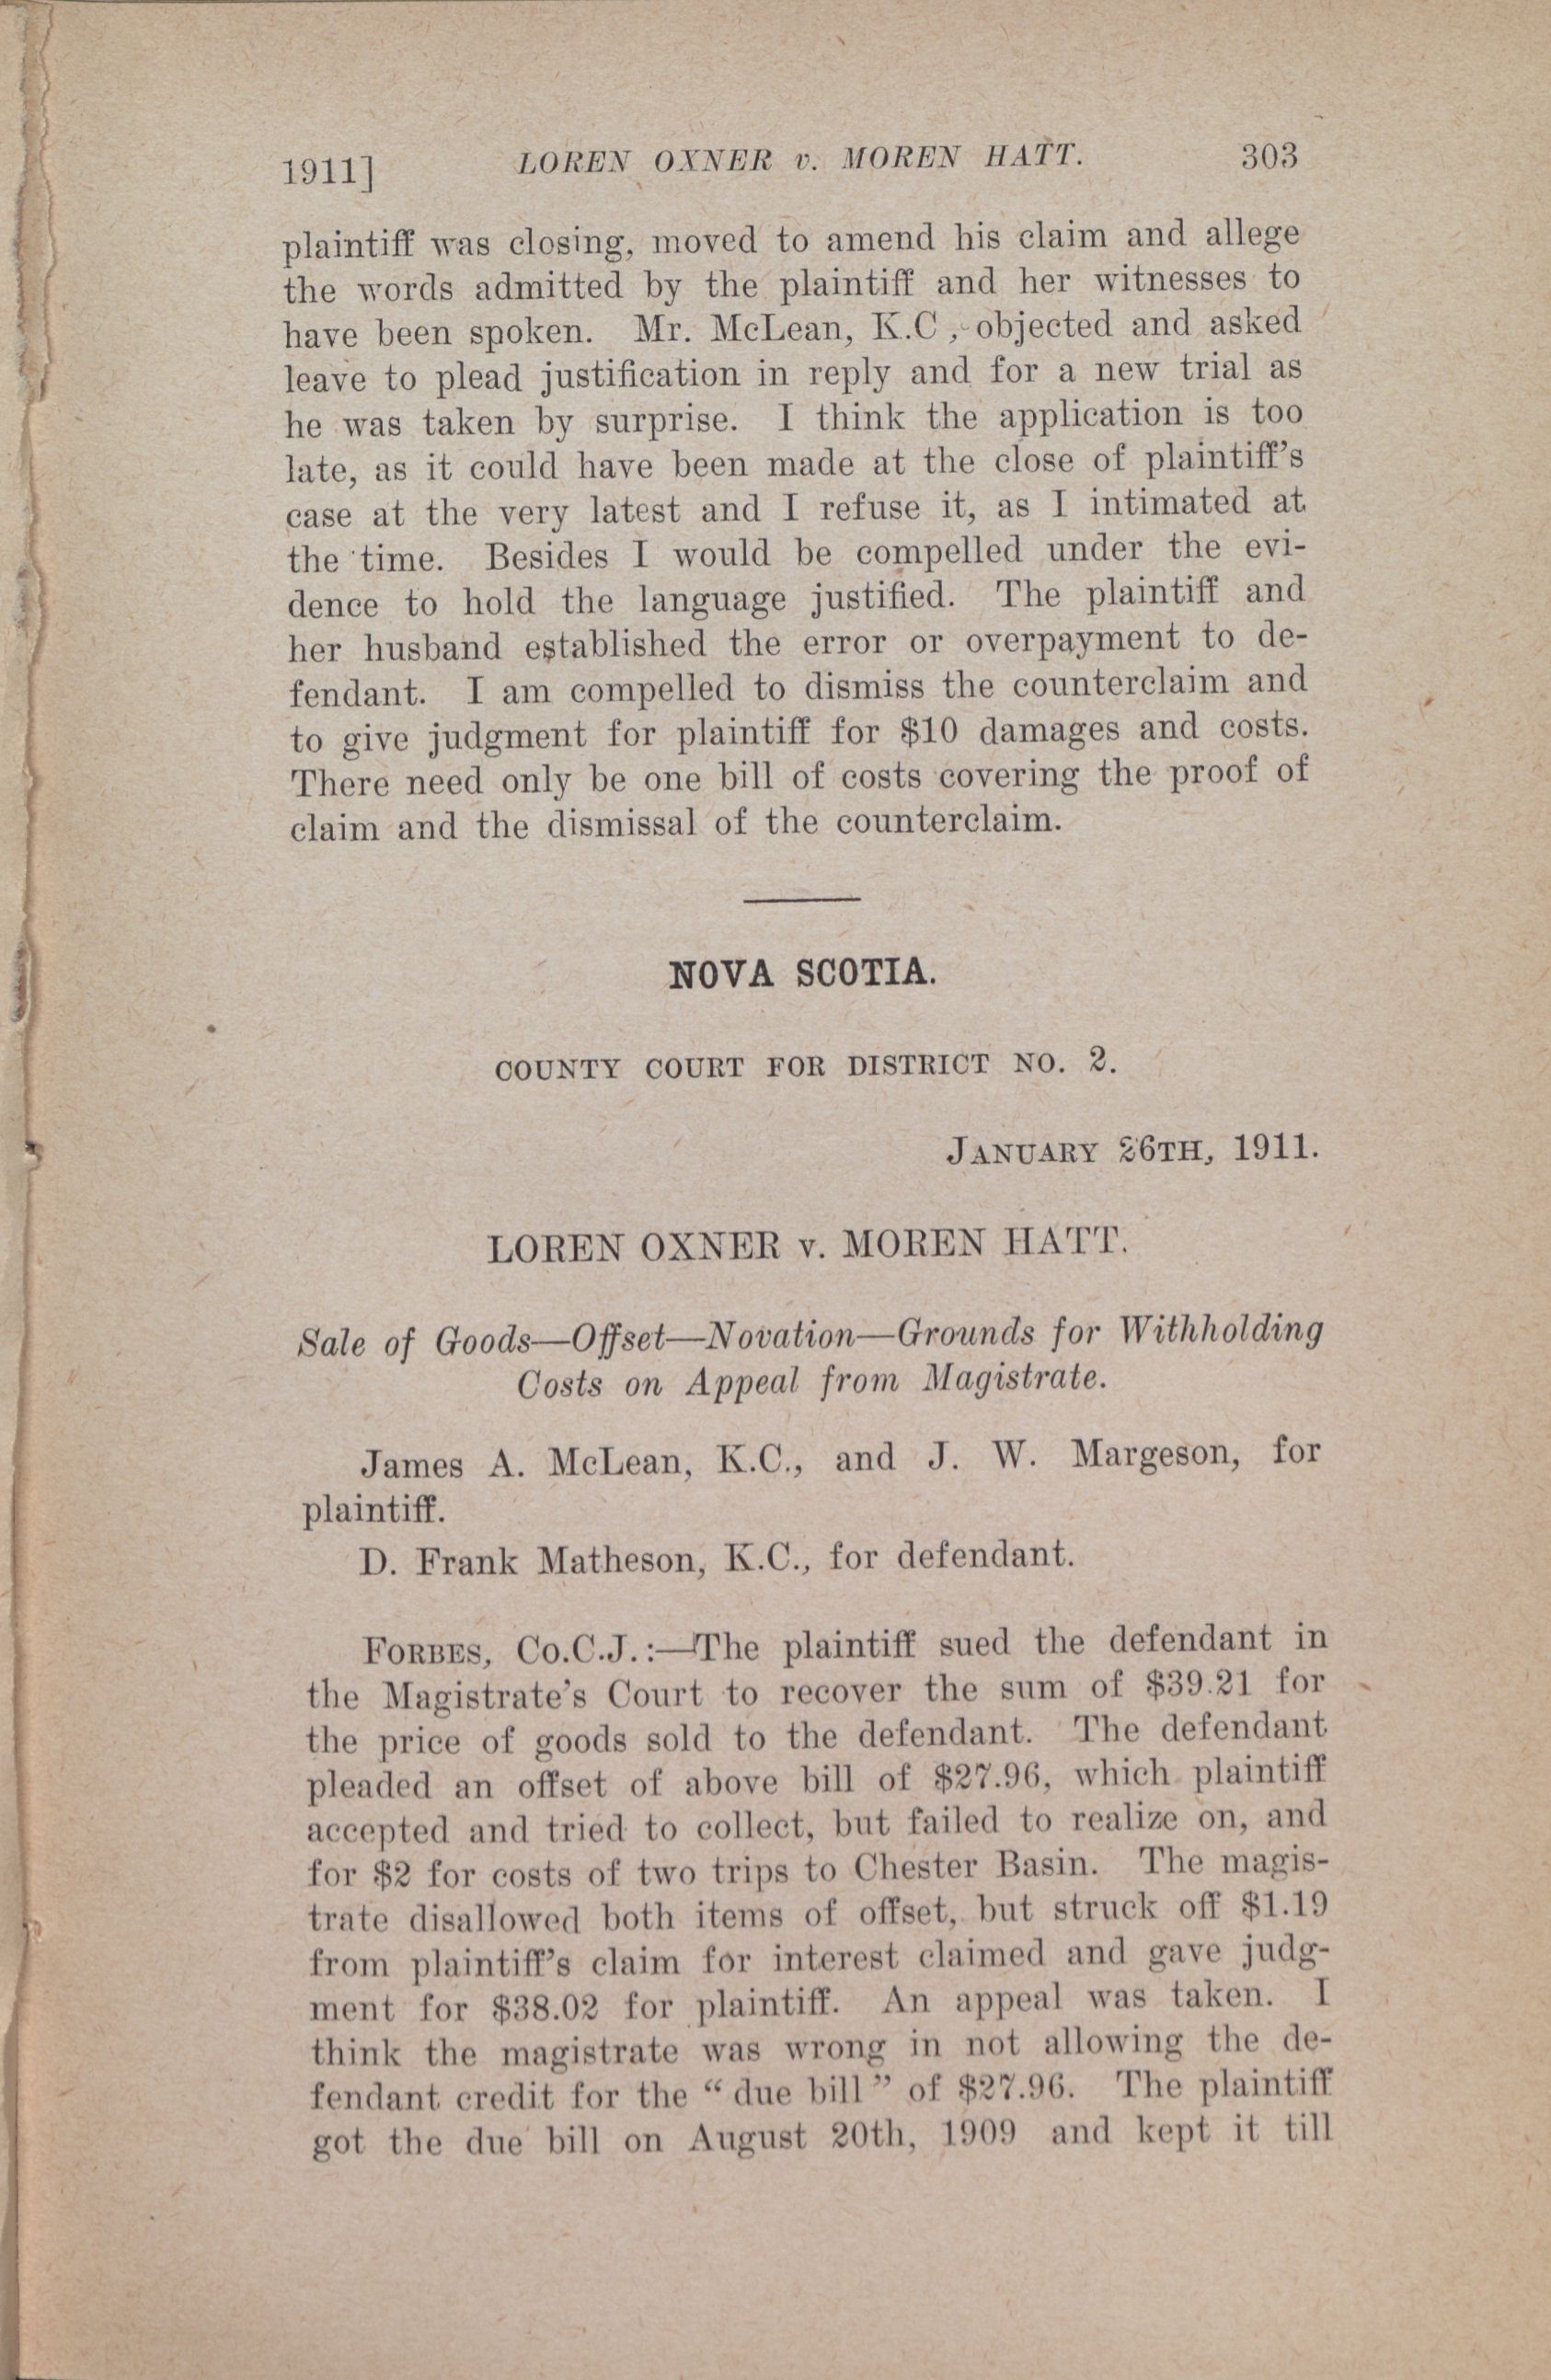 1911] LOREN OXNER v. MOREN HATT. 303
plaintiff was closing, moved to amend his claim and allege
the words admitted by the plaintiff and her witnesses to
have been spoken. Mr. McLean, K.C , objected and asked
leave to plead justification in reply and for a new trial as
he was taken by surprise. I think the application is too
late, as it could have been made at the close of plaintiff's
case at the very latest and I refuse it, as I intimated at
the time. Besides I would be compelled under the evi-
dence to hold the language justified. The plaintiff and
her husband established the error or overpayment to de-
fendant. I am compelled to dismiss the counterclaim and
to give judgment for plaintiff for $10 damages and costs.
There need only be one bill of costs covering the proof of
claim and the dismissal of the counterclaim.
NOVA SCOTIA.
COUNTY COURT FOR DISTRICT NO. 2.
JANUARY 26TH, 1911.
LOREN OXNER v. MOREN HATT.
Sale of Goods—Offset—Novation—Grounds for Withholding
Costs on Appeal from Magistrate.
James A. McLean, K.C., and J. W. Margeson, for
plaintiff.
D. Frank Matheson, K.C., for defendant.
FORBES, CO.C.J.:—The plaintiff sued the defendant in
the Magistrate's Court to recover the sum of $39.21 for
the price of goods sold to the defendant. The defendant
pleaded an offset of above bill of $27.96, which plaintiff
accepted and tried to collect, but failed to realize on, and
for $2 for costs of two trips to Chester Basin. The magis-
trate disallowed both items of offset, but struck off $1.19
from plaintiff's claim for interest claimed and gave judg-
ment for $38.02 for plaintiff. An appeal was taken. I
think the magistrate was wrong in not allowing the de-
fendant credit for the “ due bill ” of $27.96. The plaintiff
got the due bill on August 20th, 1909 and kept it till